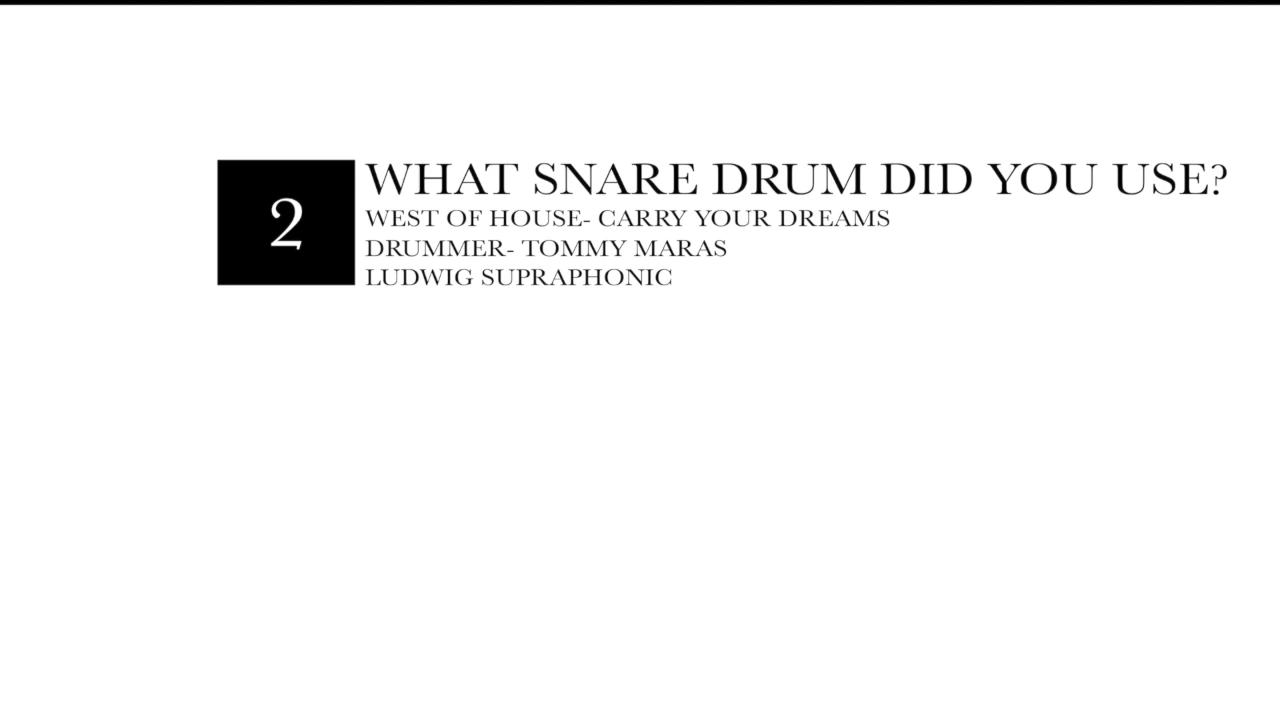 2
WHAT SNARE DRUM DID YOU USE?
WEST OF HOUSE- CARRY YOUR DREAMS
DRUMMER- TOMMY MARAS
LUDWIG SUPRAPHONIC